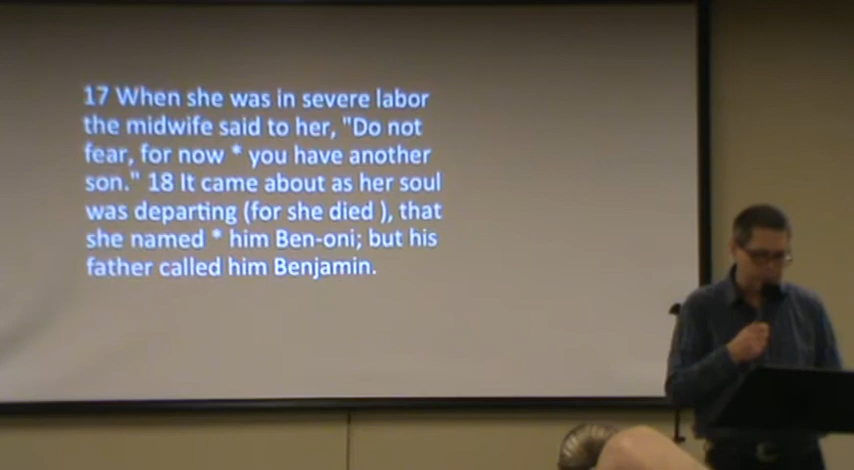 17 When she was in severe labor
the midwife said to her, "Do not
fear, for now * you have another
son." 18 It came about as her soul
was departing (for she died ), that
she named * him Ben-oni; but his
father called him Benjamin.